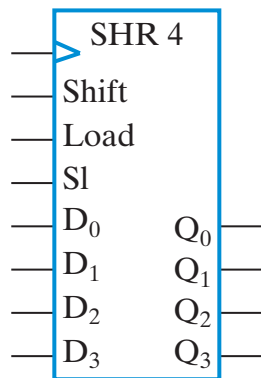 SHR 4
Shift
Load
Sl
D₀ Q₀
D₁ Q₁
D₂ Q₂
D₃ Q₃